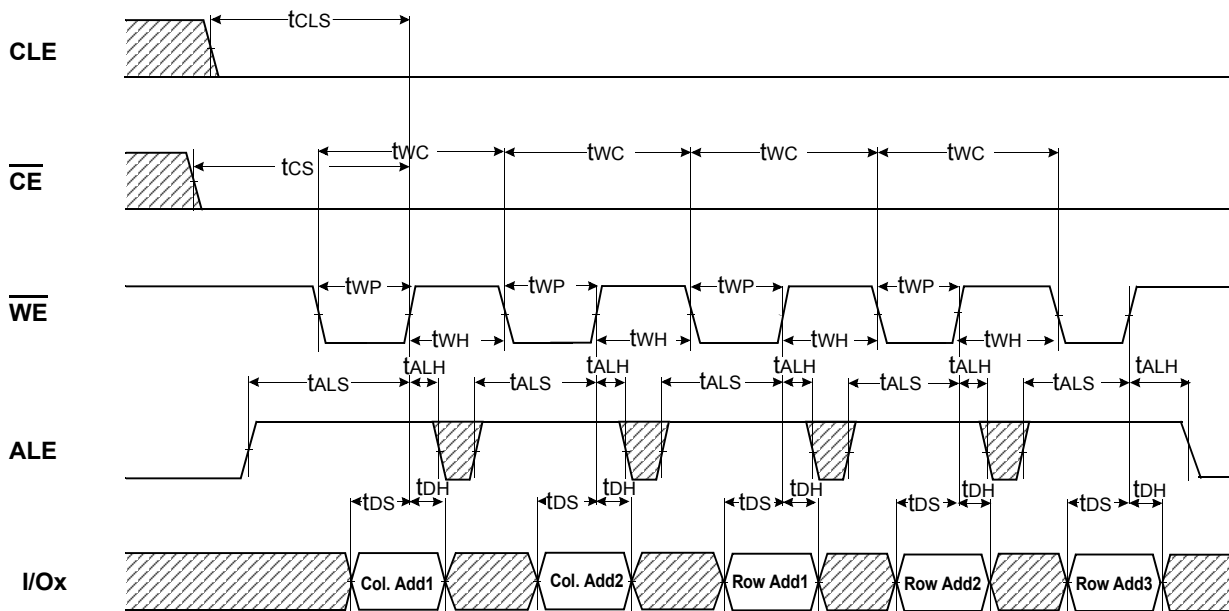 CLE
tCLS
CE
tCS
tWC tWC tWC tWC
WE
tWP tWP tWP tWP
tWH tWH tWH tWH
ALE
tALS tALH tALS tALH tALS tALH tALS tALH tALS tALH
tDS tDH tDS tDH tDS tDH tDS tDH tDS tDH
I/Ox
Col. Add1 Col. Add2 Row Add1 Row Add2 Row Add3